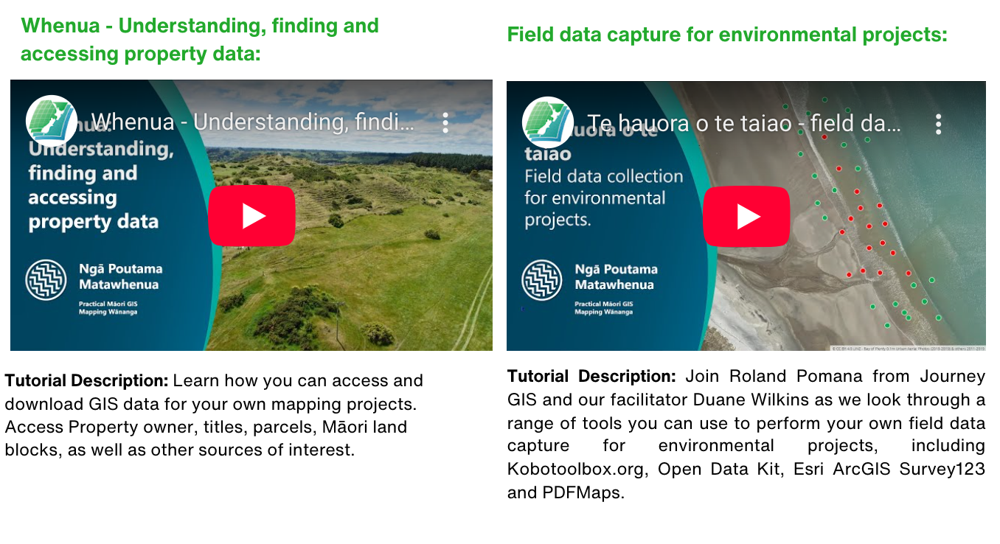 Whenua - Understanding, finding and
accessing property data:
Whenua - Understanding, findi...
Understanding,
finding and
accessing
property data
Ngā Poutama
Matawhenua
Practical Māori GIS
Mapping Wānanga
Tutorial Description: Learn how you can access and
download GIS data for your own mapping projects.
Access Property owner, titles, parcels, Māori land
blocks, as well as other sources of interest.
Field data capture for environmental projects:
Te hauora o te taiao - field da...
taiao
Field data collection
for environmental
projects.
Ngā Poutama
Matawhenua
Practical Māori GIS
Mapping Wānanga
Tutorial Description: Join Roland Pomana from Journey
GIS and our facilitator Duane Wilkins as we look through a
range of tools you can use to perform your own field data
capture for environmental projects, including
Kobotoolbox.org, Open Data Kit, Esri ArcGIS Survey123
and PDFMaps.